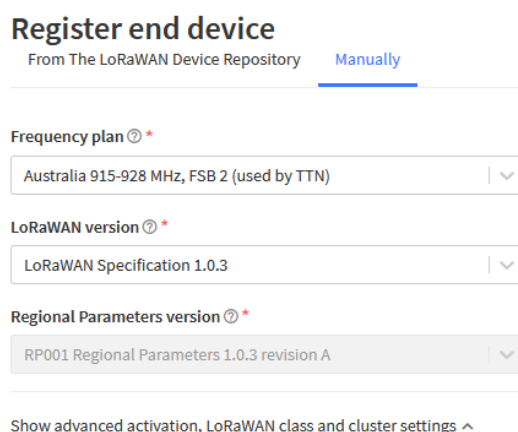 Register end device
From The LoRaWAN Device Repository Manually
Frequency plan ? *
Australia 915-928 MHz, FSB 2 (used by TTN)
LoRaWAN version ? *
LoRaWAN Specification 1.0.3
Regional Parameters version ? *
RP001 Regional Parameters 1.0.3 revision A
Show advanced activation, LoRaWAN class and cluster settings